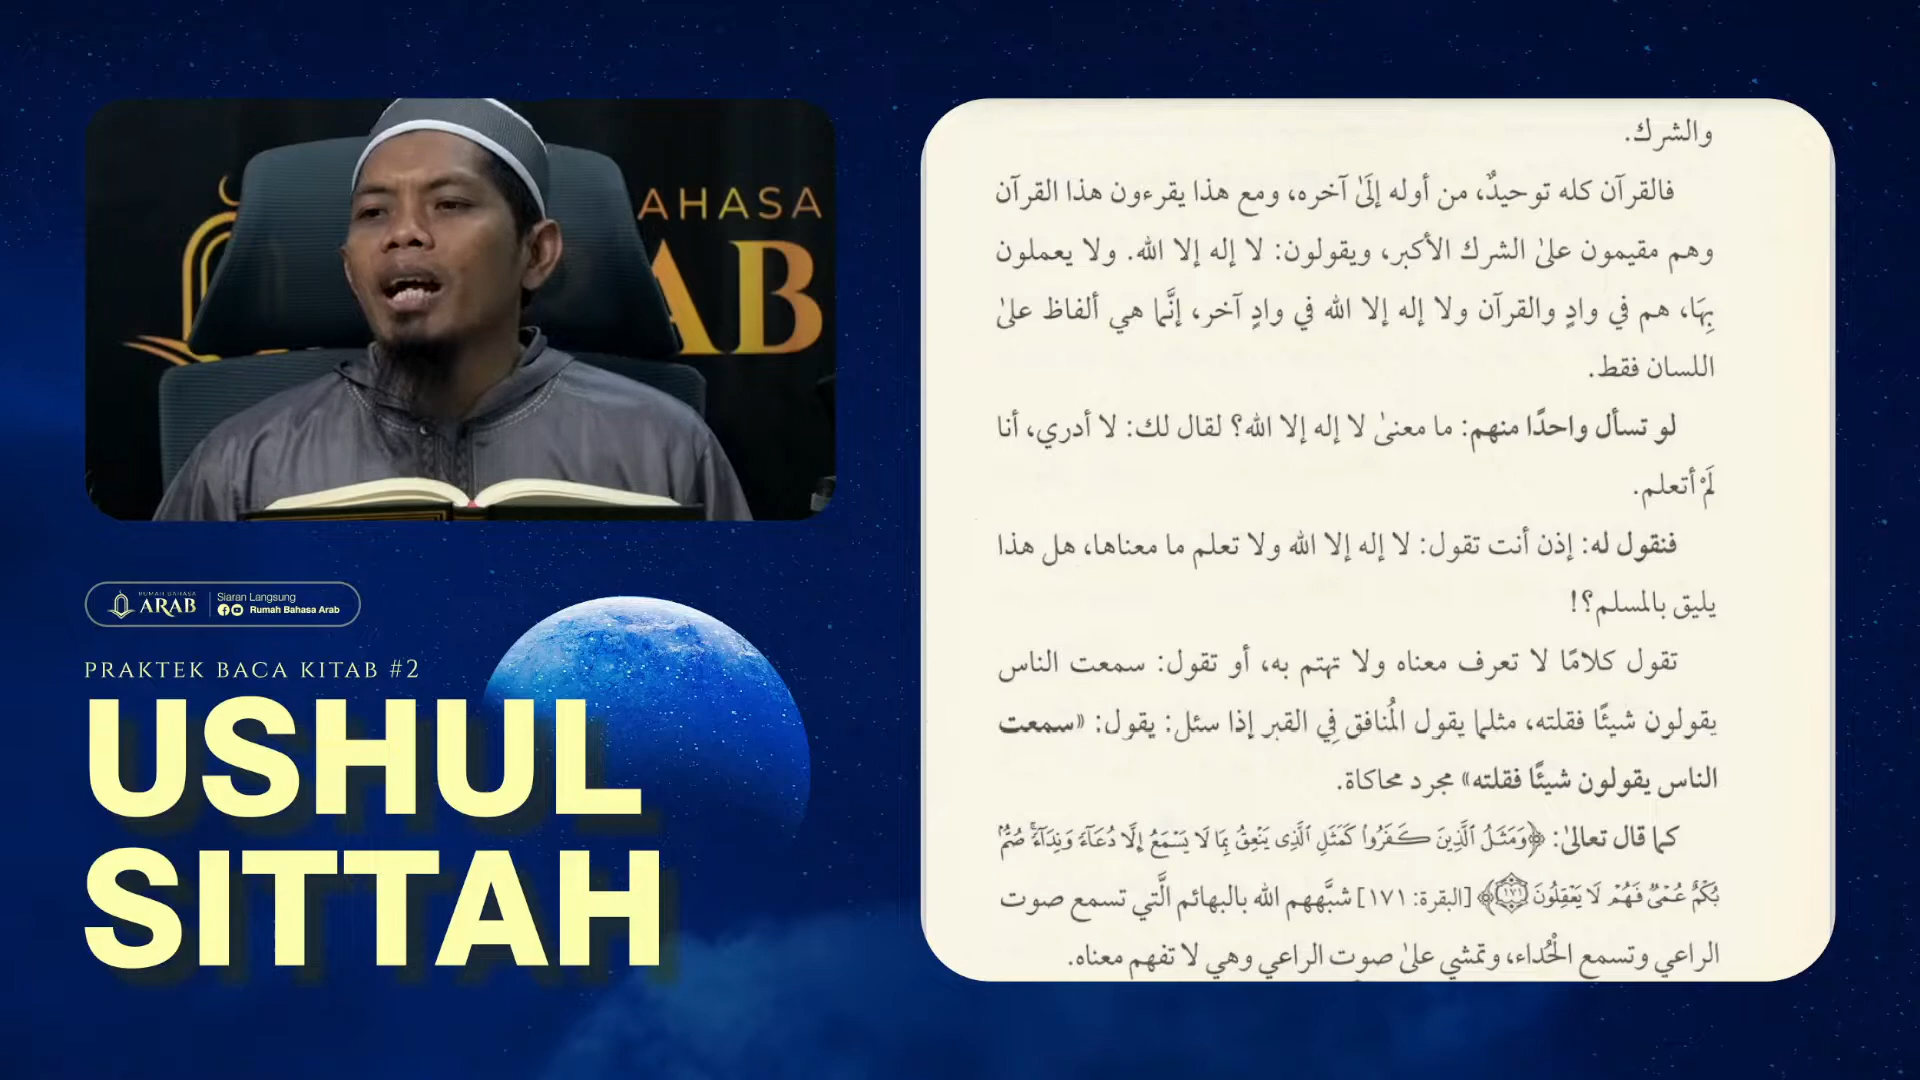 AHASA
AB
RUMAH BAHASA
ARAB
Siaran Langsung
Rumah Bahasa Arab
PRAKTEK BACA KITAB #2
USHUL
SITTAH
والشرك.
فالقرآن كله توحيدٌ، من أوله إلَىٰ آخره، ومع هذا يقرءون هذا القرآن
وهم مقيمون علىٰ الشرك الأكبر، ويقولون: لا إله إلا الله. ولا يعملون
بِهَا، هم في وادٍ والقرآن ولا إله إلا الله في وادٍ آخر، إنَّما هي ألفاظ علىٰ
اللسان فقط.
لو تسأل واحدًا منهم: ما معنىٰ لا إله إلا الله؟ لقال لك: لا أدري، أنا
لَمْ أتعلم.
فنقول له: إذن أنت تقول: لا إله إلا الله ولا تعلم ما معناها، هل هذا
يليق بالمسلم؟!
تقول كلامًا لا تعرف معناه ولا تهتم به، أو تقول: سمعت الناس
يقولون شيئًا فقلته، مثلما يقول المُنافق فِي القبر إذا سئل: يقول: «سمعت
الناس يقولون شيئًا فقلته» مجرد محاكاة.
كما قال تعالىٰ: ﴿وَمَثَلُ ٱلَّذِينَ كَفَرُوا۟ كَمَثَلِ ٱلَّذِى يَنْعِقُ بِمَا لَا يَسْمَعُ إِلَّا دُعَآءً وَنِدَآءً ۚ صُمٌّۢ
بُكْمٌ عُمْىٌ فَهُمْ لَا يَعْقِلُونَ ١٧١﴾ [البقرة: ١٧١] شبَّههم الله بالبهائم الَّتي تسمع صوت
الراعي وتسمع الْحُداء، وتمشي علىٰ صوت الراعي وهي لا تفهم معناه.